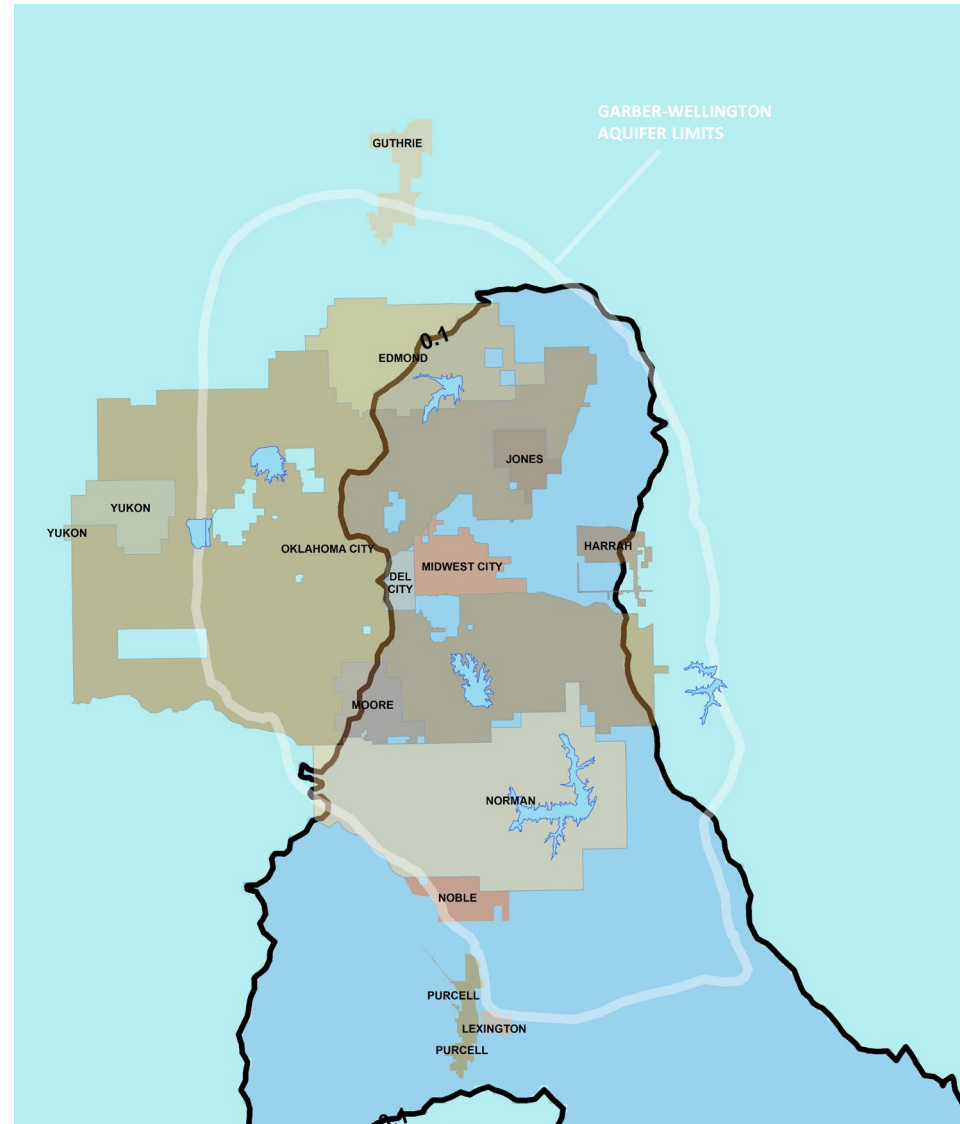 GARBER-WELLINGTON
AQUIFER LIMITS
GUTHRIE
0.1
EDMOND
JONES
YUKON
YUKON
OKLAHOMA CITY
HARRAH
MIDWEST CITY
DEL
CITY
MOORE
NORMAN
NOBLE
PURCELL
LEXINGTON
PURCELL